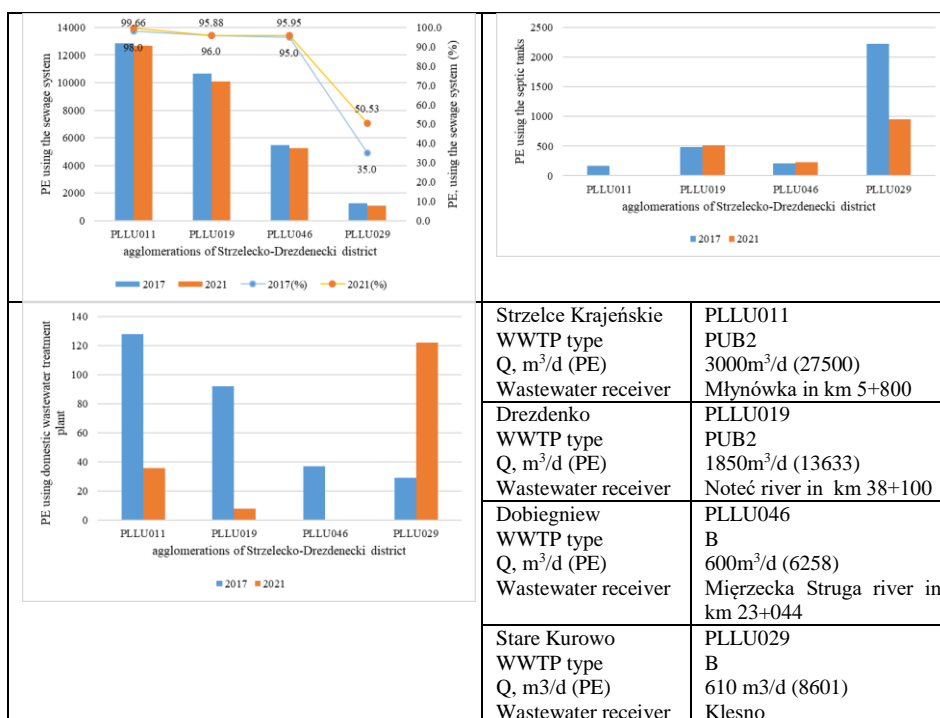 99.66 95.88 95.95
98.0 96.0 95.0
50.53
35.0
14000
12000
10000
8000
6000
4000
2000
0
PE using the sewage system
100.0
90.0
80.0
70.0
60.0
50.0
40.0
30.0
20.0
10.0
0.0
PE, using the sewage system (%)
PLLU011 PLLU019 PLLU046 PLLU029
agglomerations of Strzelecko-Drezdenecki district
2017 2021 2017(%) 2021(%)
2500
2000
1500
1000
500
0
PE using the septic tanks
PLLU011 PLLU019 PLLU046 PLLU029
agglomerations of Strzelecko-Drezdenecki district
2017 2021
140
120
100
80
60
40
20
0
PE using domestic wastewater treatment
plant
PLLU011 PLLU019 PLLU046 PLLU029
agglomerations of Strzelecko-Drezdenecki district
2017 2021
Strzelce Krajeńskie PLLU011
WWTP type PUB2
Q, m³/d (PE) 3000m³/d (27500)
Wastewater receiver Młynówka in km 5+800
Drezdenko PLLU019
WWTP type PUB2
Q, m³/d (PE) 1850m³/d (13633)
Wastewater receiver Noteć river in km 38+100
Dobiegniew PLLU046
WWTP type B
Q, m³/d (PE) 600m³/d (6258)
Wastewater receiver Mięrzecka Struga river in
km 23+044
Stare Kurowo PLLU029
WWTP type B
Q, m3/d (PE) 610 m3/d (8601)
Wastewater receiver Klesno